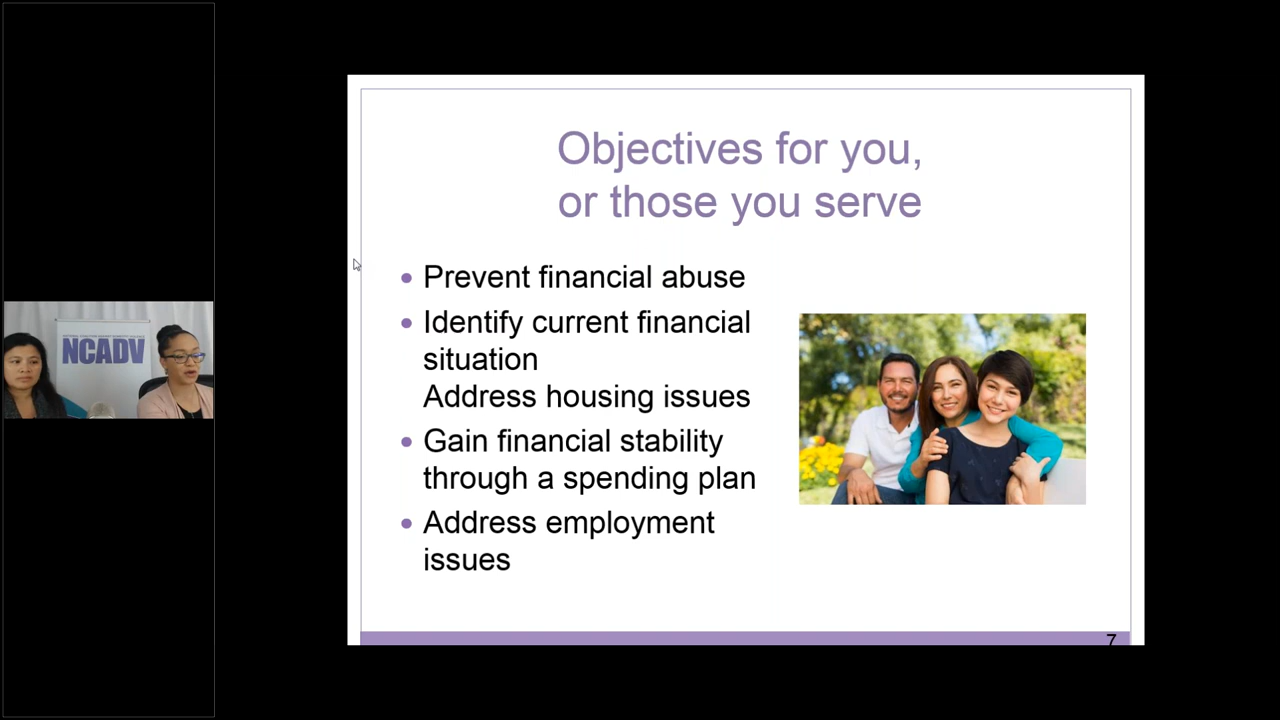 Objectives for you,
or those you serve
• Prevent financial abuse
• Identify current financial
situation
Address housing issues
• Gain financial stability
through a spending plan
• Address employment
issues
7
NCADV